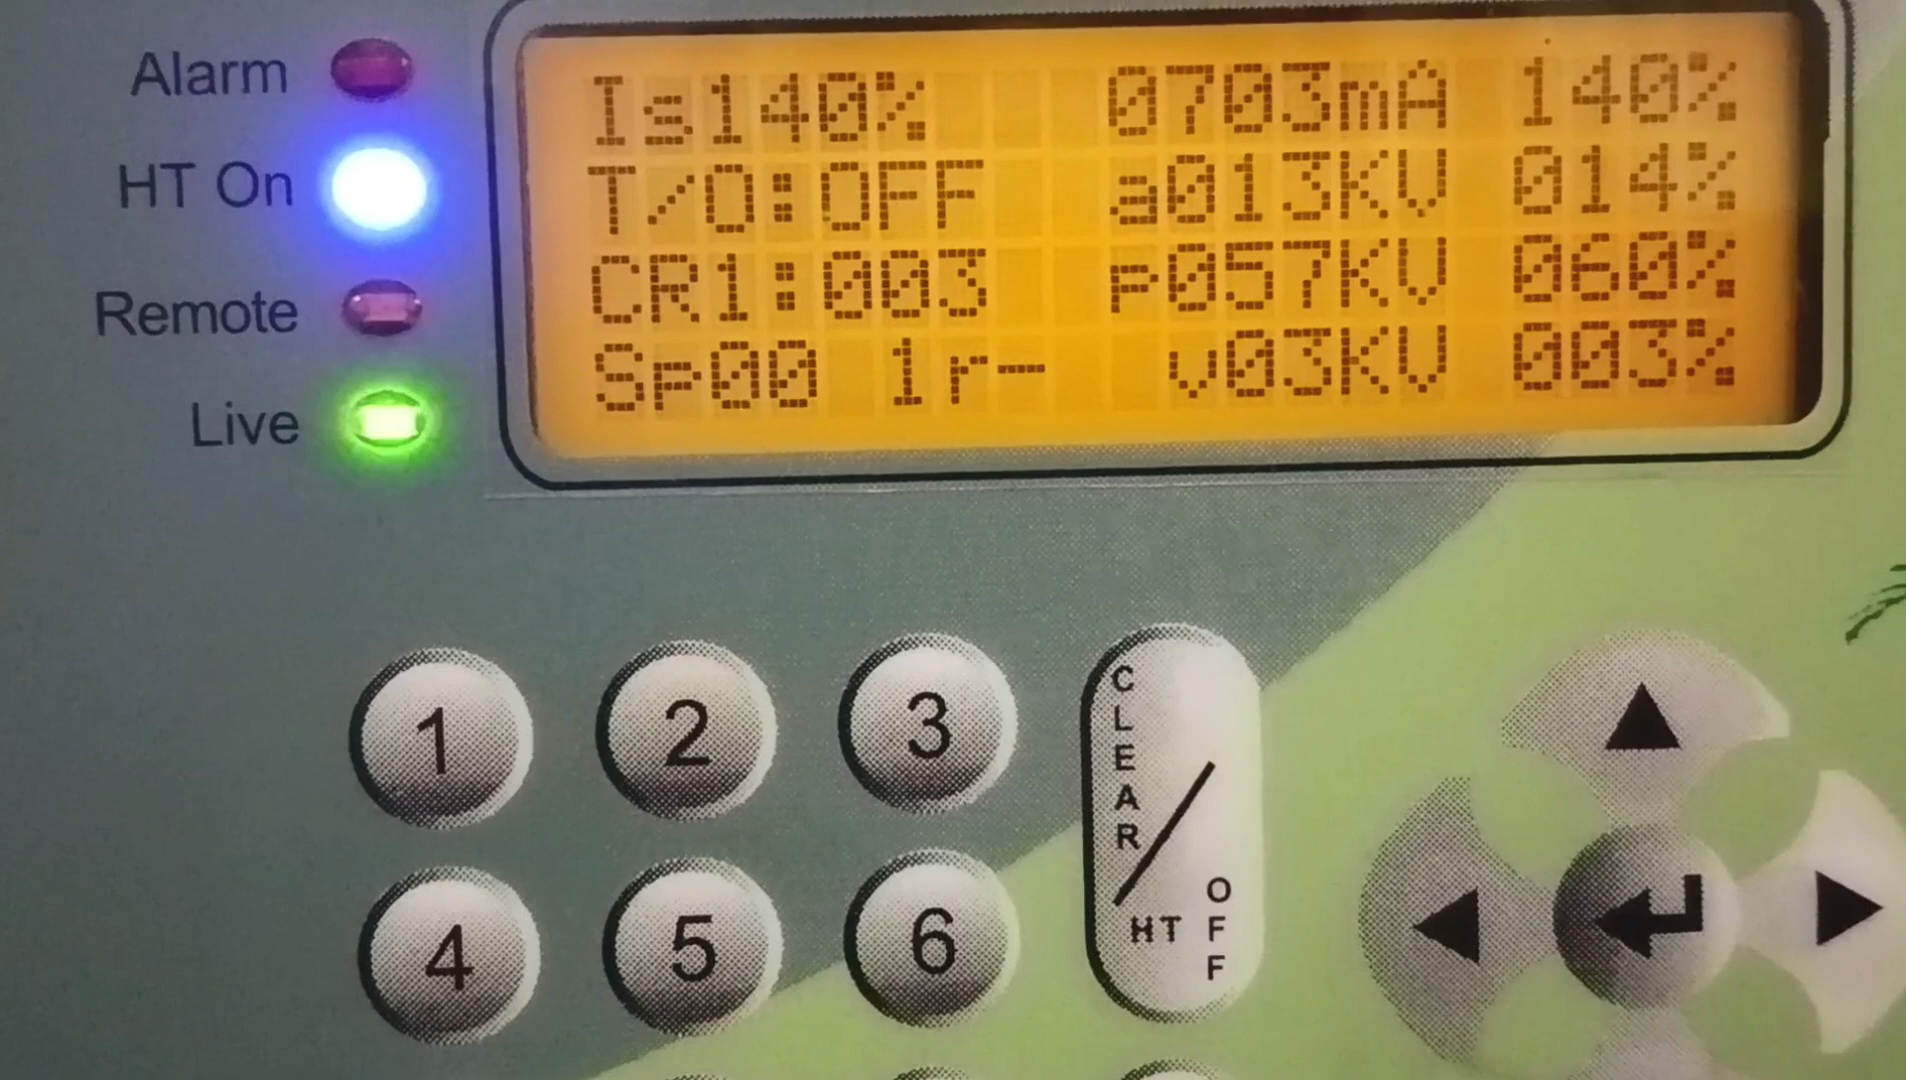 Alarm
HT On
Remote
Live
Is140% 0703mA 140%
T/O:OFF a013KV 014%
CR1:003 p057KV 060%
Sp00 1r- v03KV 003%
1 2 3
CLEAR/HT OFF
4 5 6